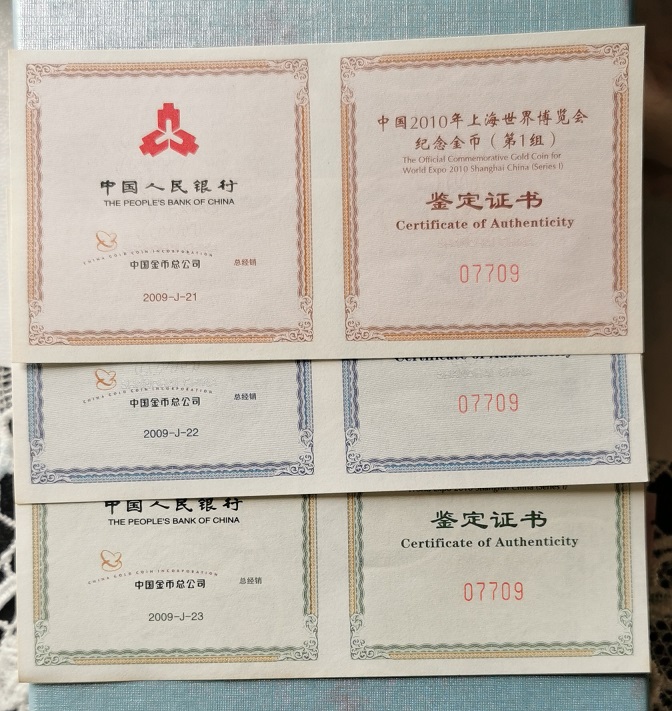 中国人民银行
THE PEOPLE'S BANK OF CHINA
CHINA GOLD COIN INCORPORATION
中国金币总公司 总经销
2009-J-21
中国2010年上海世界博览会
纪念金币(第1组)
The Official Commemorative Gold Coin for
World Expo 2010 Shanghai China (Series I)
鉴定证书
Certificate of Authenticity
07709
CHINA GOLD COIN INCORPORATION
中国金币总公司 总经销
2009-J-22
Certificate of Authenticity
07709
中国人民银行
THE PEOPLE'S BANK OF CHINA
CHINA GOLD COIN INCORPORATION
中国金币总公司 总经销
2009-J-23
鉴定证书
Certificate of Authenticity
07709